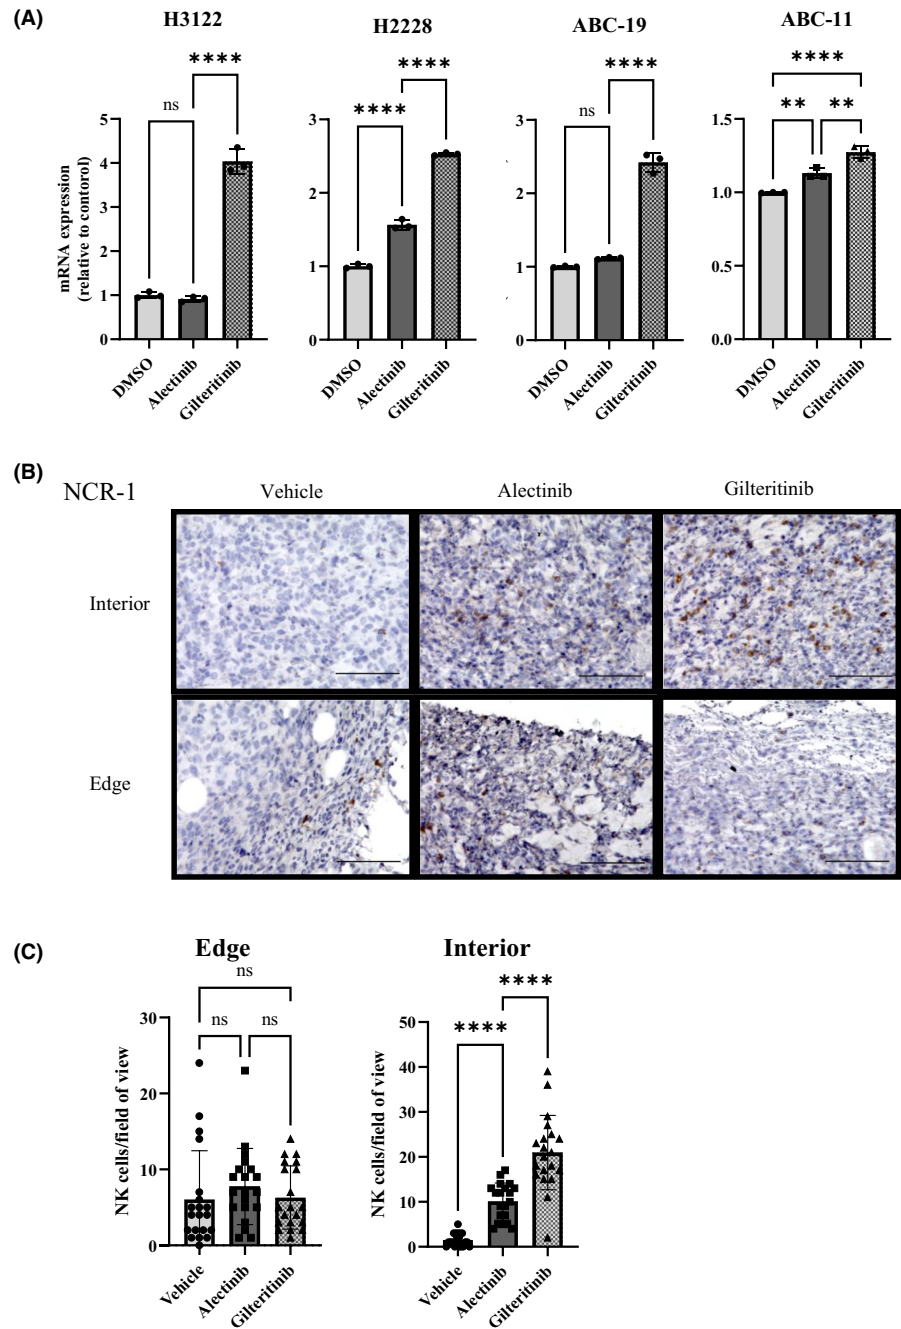 (A)
H3122
H2228
ABC-19
ABC-11
****
ns
****
****
ns
****
****
**
**
mRNA expression
(relative to contorol)
5
4
3
2
1
0
3
2
1
0
3
2
1
0
1.5
1.0
0.5
0.0
DMSO
Alectinib
Gilteritinib
DMSO
Alectinib
Gilteritinib
DMSO
Alectinib
Gilteritinib
DMSO
Alectinib
Gilteritinib
(B)
NCR-1
Vehicle
Alectinib
Gilteritinib
Interior
Edge
(C)
Edge
Interior
ns
ns
ns
****
****
NK cells/field of view
30
20
10
0
NK cells/field of view
50
40
30
20
10
0
Vehicle
Alectinib
Gilteritinib
Vehicle
Alectinib
Gilteritinib